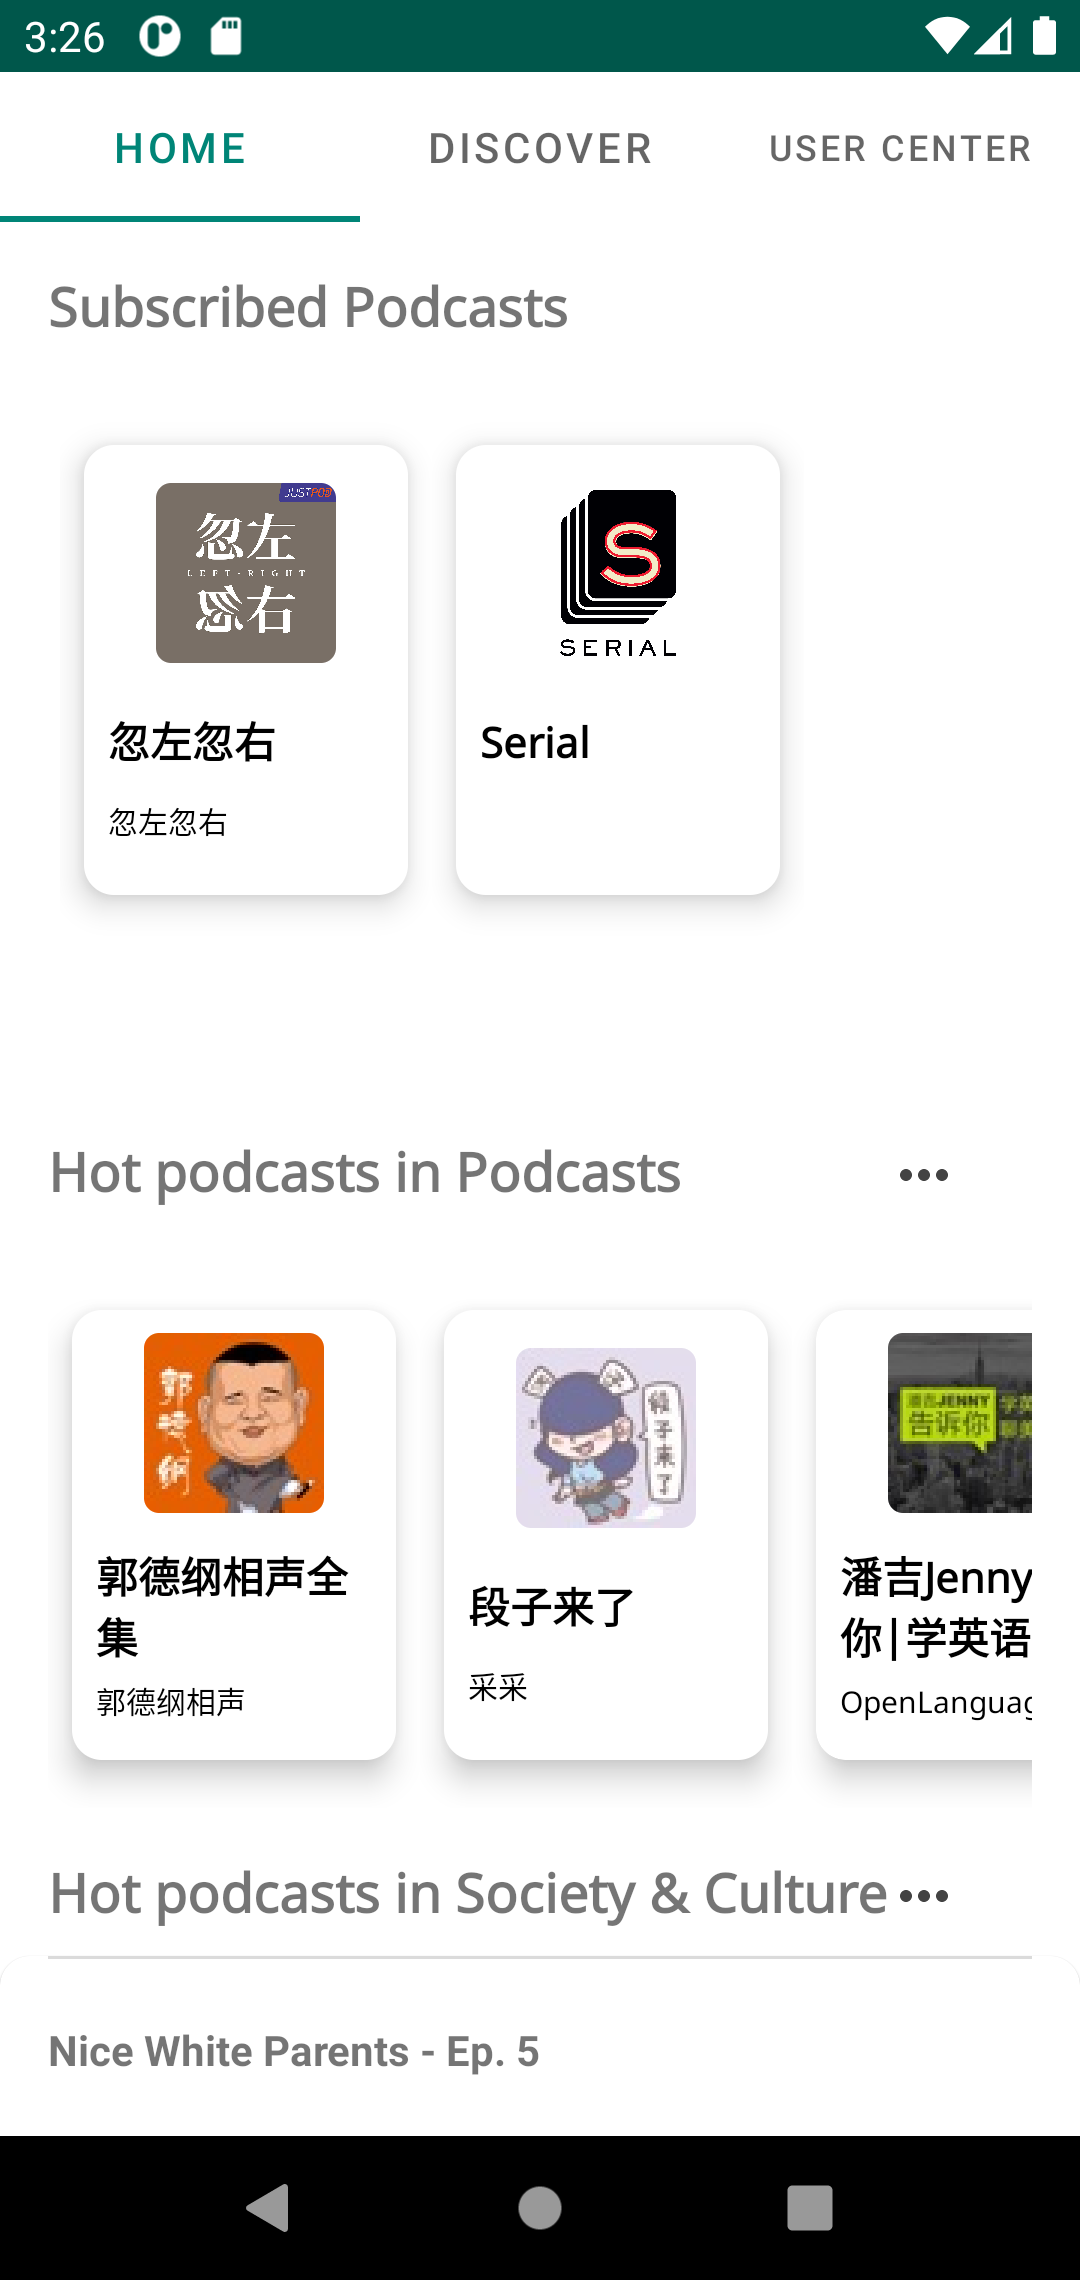 3:26
HOME
DISCOVER
USER CENTER
Subscribed Podcasts
JUSTPOD
忽左
LEFT-RIGHT
忽右
S
SERIAL
忽左忽右
忽左忽右
Serial
Hot podcasts in Podcasts
郭德纲
段子来了
潘吉JENNY
告诉你
郭德纲相声全
集
郭德纲相声
段子来了
采采
潘吉Jenny
你|学英语
OpenLanguag
Hot podcasts in Society & Culture
Nice White Parents - Ep. 5